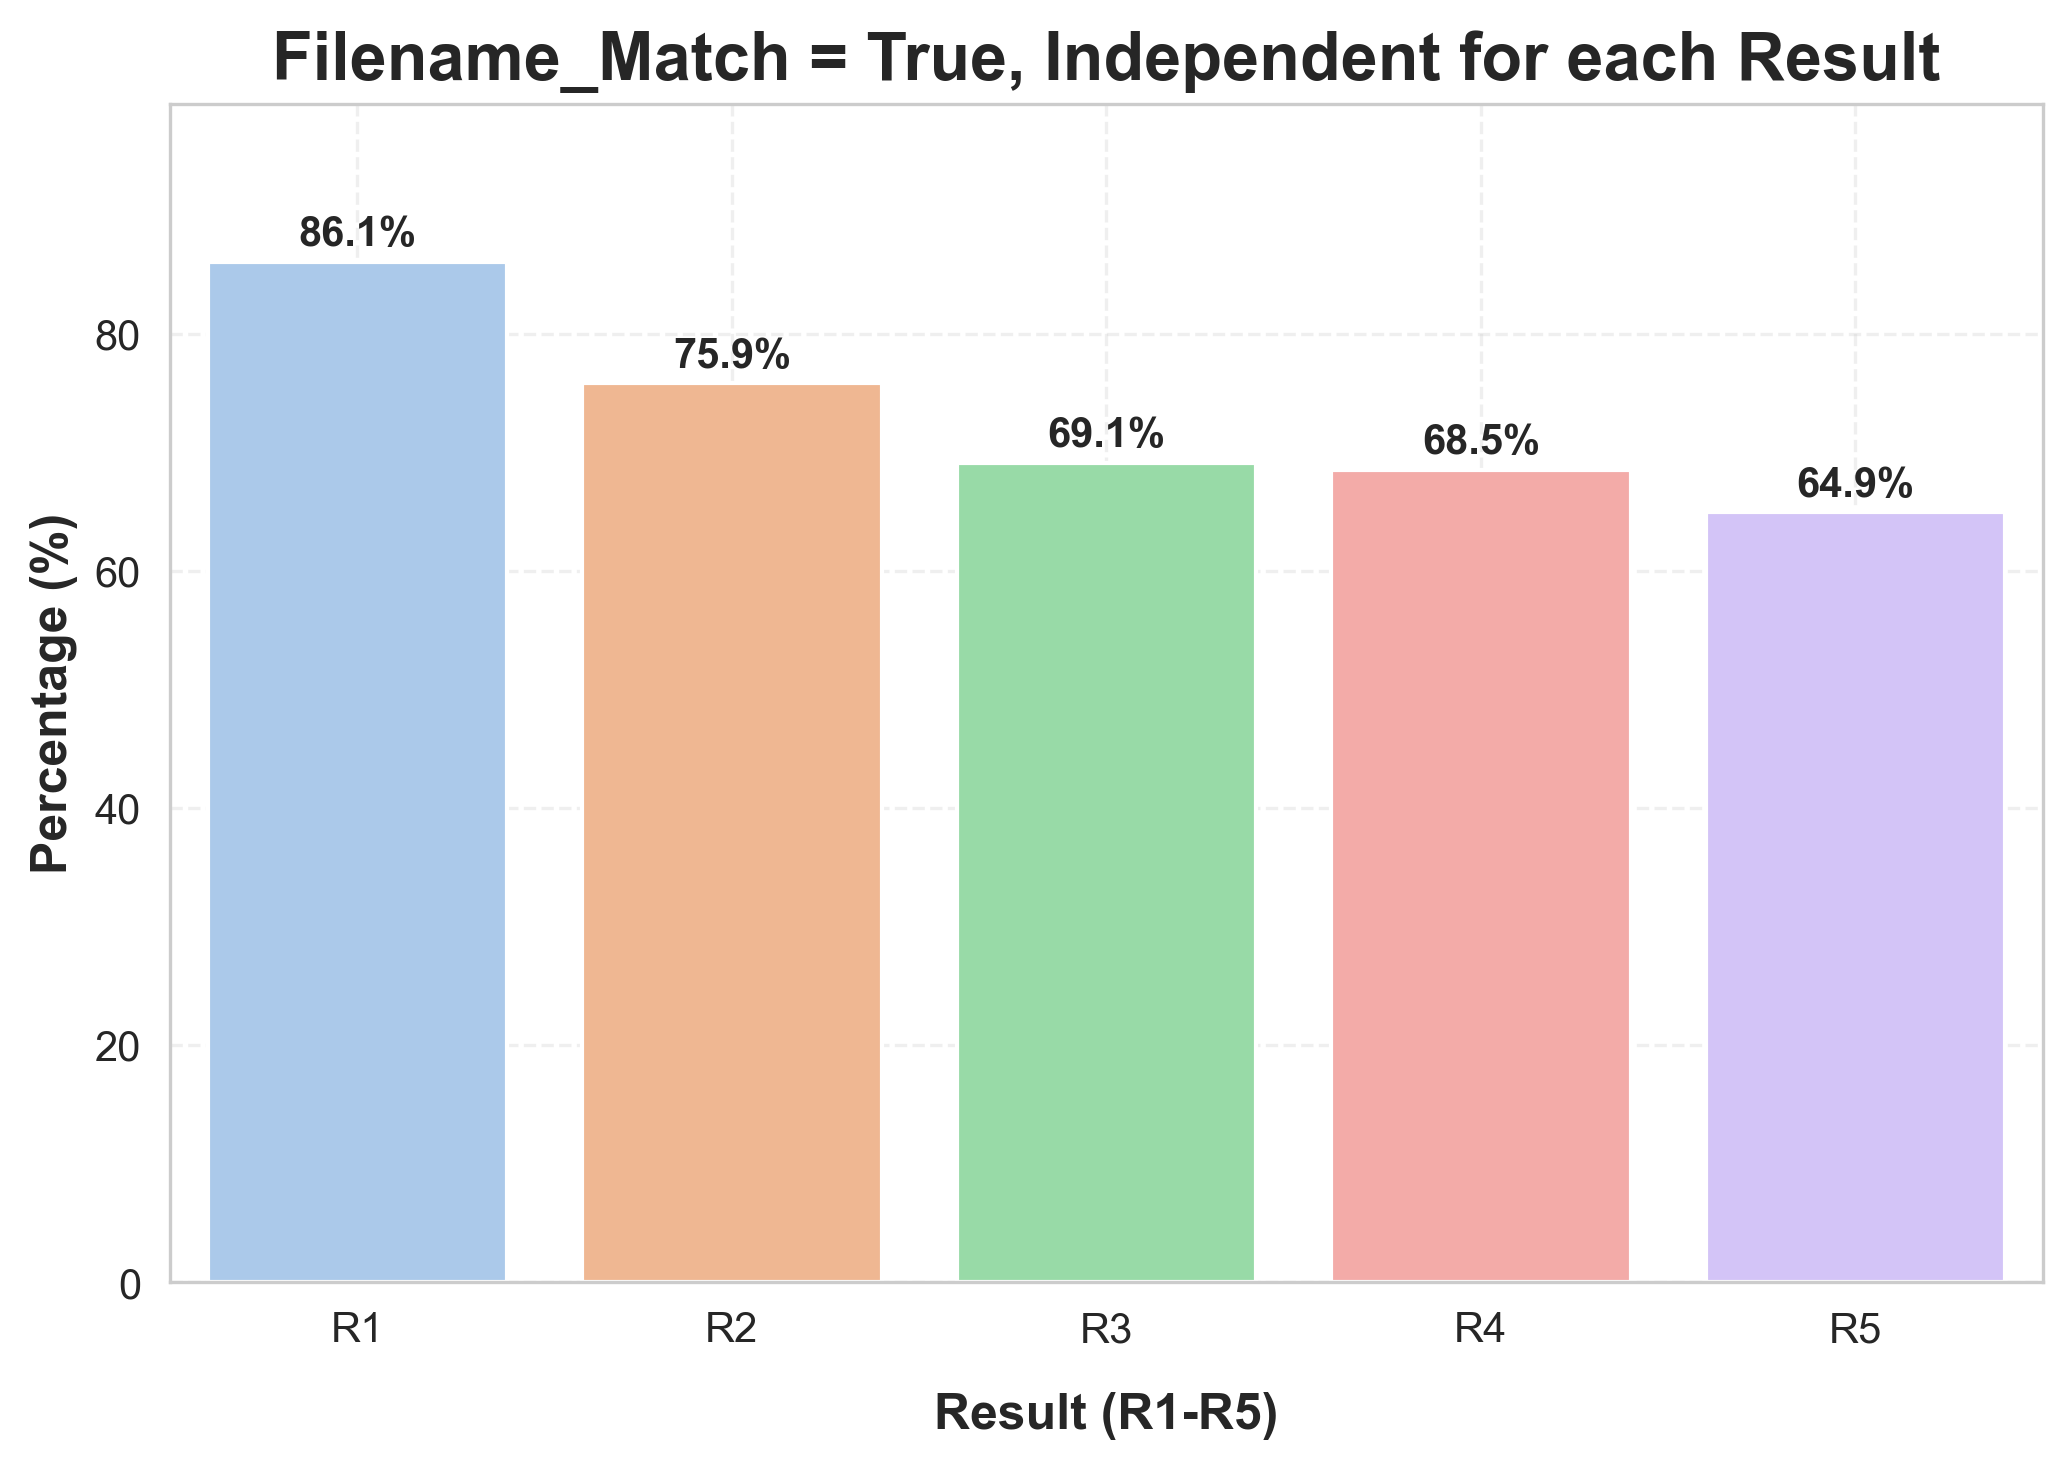 Filename_Match = True, Independent for each Result
86.1%
75.9%
69.1%
68.5%
64.9%
80
60
40
20
0
Percentage (%)
R1 R2 R3 R4 R5
Result (R1-R5)